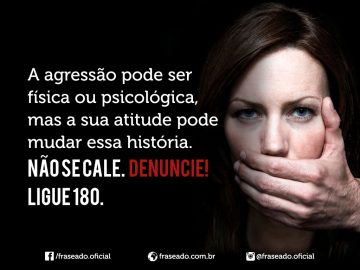 A agressão pode ser
física ou psicológica,
mas a sua atitude pode
mudar essa história.
NÃO SE CALE. DENUNCIE!
LIGUE 180.
/fraseado.oficial fraseado.com.br @fraseado.oficial